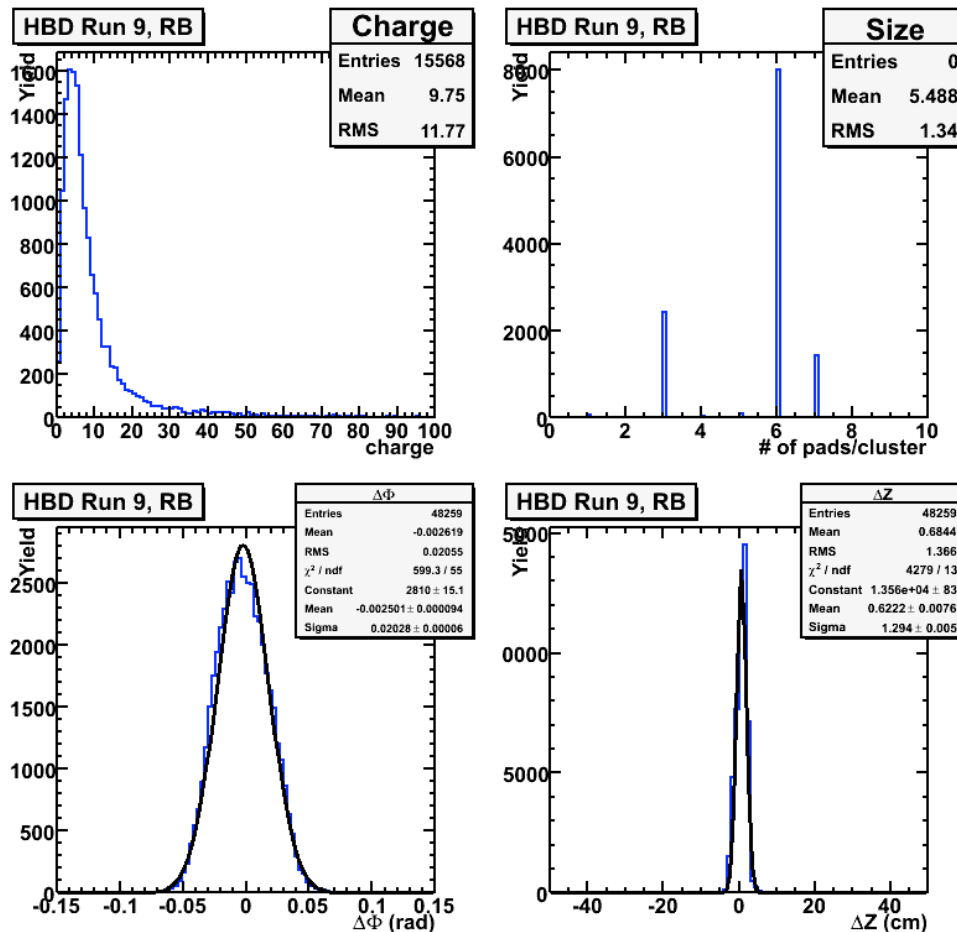 HBD Run 9, RB
Charge
Entries 15568
Mean 9.75
RMS 11.77
Yield
1600
1400
1200
1000
800
600
400
200
0
0 10 20 30 40 50 60 70 80 90 100
charge
HBD Run 9, RB
Size
Entries 0
Mean 5.488
RMS 1.34
Yield
8000
6000
4000
2000
0
0 2 4 6 8 10
# of pads/cluster
HBD Run 9, RB
ΔΦ
Entries 48259
Mean -0.002619
RMS 0.02055
χ² / ndf 599.3 / 55
Constant 2810 ± 15.1
Mean -0.002501 ± 0.000094
Sigma 0.02028 ± 0.00006
Yield
2500
2000
1500
1000
500
0
-0.15 -0.1 -0.05 0 0.05 0.1 0.15
ΔΦ (rad)
HBD Run 9, RB
ΔZ
Entries 48259
Mean 0.6844
RMS 1.366
χ² / ndf 4279 / 13
Constant 1.356e+04 ± 83
Mean 0.6222 ± 0.0076
Sigma 1.294 ± 0.005
Yield
5000
0000
5000
0
-40 -20 0 20 40
ΔZ (cm)